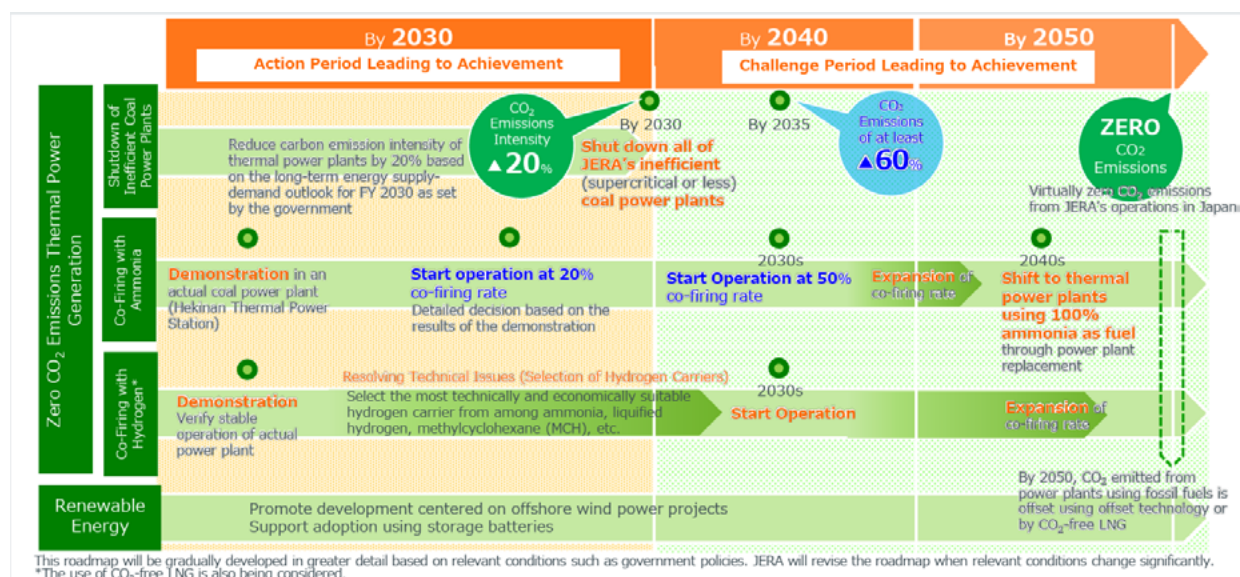 By 2030
By 2040
By 2050
Action Period Leading to Achievement
Challenge Period Leading to Achievement
Zero CO₂ Emissions Thermal Power
Generation
Shutdown of
Inefficient Coal
Power Plants
Reduce carbon emission intensity of
thermal power plants by 20% based
on the long-term energy supply-
demand outlook for FY 2030 as set
by the government
CO₂
Emissions
Intensity
▲20%
By 2030
Shut down all of
JERA's inefficient
(supercritical or less)
coal power plants
By 2035
CO₂
Emissions
of at least
▲60%
ZERO
CO₂
Emissions
Virtually zero CO₂ emissions
from JERA's operations in Japan
Co-Firing with
Ammonia
Demonstration in an
actual coal power plant
(Hekinan Thermal Power
Station)
Start operation at 20%
co-firing rate
Detailed decision based on the
results of the demonstration
2030s
Start Operation at 50%
co-firing rate
Expansion of
co-firing rate
2040s
Shift to thermal
power plants
using 100%
ammonia as fuel
through power plant
replacement
Co-Firing with
Hydrogen*
Demonstration
Verify stable
operation of actual
power plant
Resolving Technical Issues (Selection of Hydrogen Carriers)
Select the most technically and economically suitable
hydrogen carrier from among ammonia, liquified
hydrogen, methylcyclohexane (MCH), etc.
2030s
Start Operation
Expansion of
co-firing rate
By 2050, CO₂ emitted from
power plants using fossil fuels is
offset using offset technology or
by CO₂-free LNG
Renewable
Energy
Promote development centered on offshore wind power projects
Support adoption using storage batteries
This roadmap will be gradually developed in greater detail based on relevant conditions such as government policies. JERA will revise the roadmap when relevant conditions change significantly.
*The use of CO₂-free LNG is also being considered.